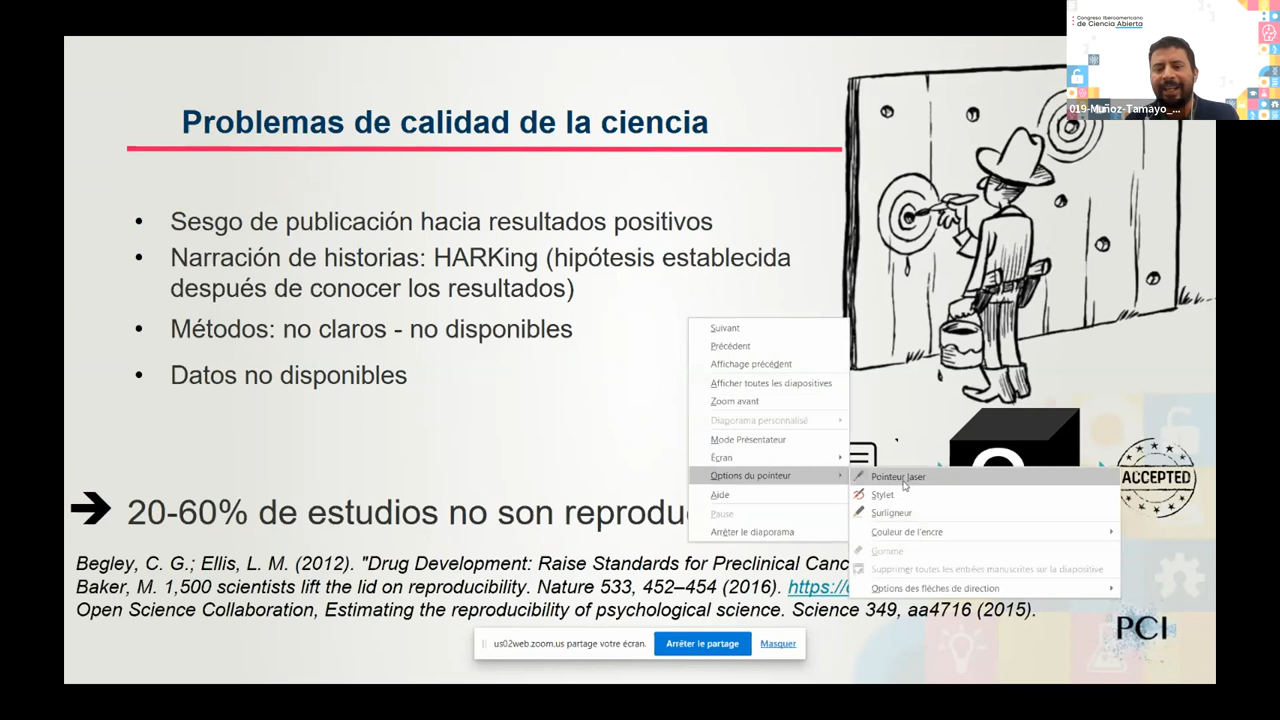 Congreso Iberoamericano
de Ciencia Abierta
019-Muñoz-Tamayo_...
Problemas de calidad de la ciencia
• Sesgo de publicación hacia resultados positivos
• Narración de historias: HARKing (hipótesis establecida
después de conocer los resultados)
• Métodos: no claros - no disponibles
• Datos no disponibles
Suivant
Précédent
Affichage précédent
Afficher toutes les diapositives
Zoom avant
Diaporama personnalisé
Mode Présentateur
Écran
Options du pointeur
Aide
Pause
Arrêter le diaporama
Pointeur laser
Stylet
Surligneur
Couleur de l'encre
Gomme
Supprimer toutes les entrées manuscrites sur la diapositive
Options des flèches de direction
ACCEPTED
➔ 20-60% de estudios no son reprodu
Begley, C. G.; Ellis, L. M. (2012). "Drug Development: Raise Standards for Preclinical Canc
Baker, M. 1,500 scientists lift the lid on reproducibility. Nature 533, 452–454 (2016). https://
Open Science Collaboration, Estimating the reproducibility of psychological science. Science 349, aa4716 (2015).
PCI
us02web.zoom.us partage votre écran.
Arrêter le partage
Masquer